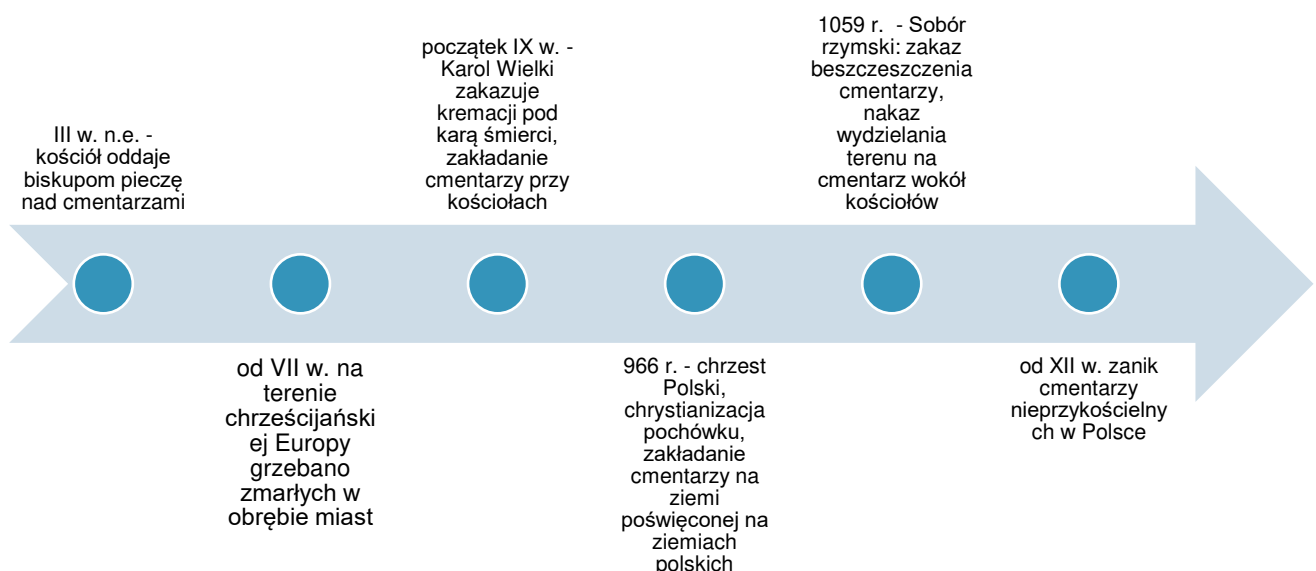 III w. n.e. -
kościół oddaje
biskupom pieczę
nad cmentarzami
od VII w. na
terenie
chrześcijański
ej Europy
grzebano
zmarłych w
obrębie miast
początek IX w. -
Karol Wielki
zakazuje
kremacji pod
karą śmierci,
zakładanie
cmentarzy przy
kościołach
966 r. - chrzest
Polski,
chrystianizacja
pochówku,
zakładanie
cmentarzy na
ziemi
poświęconej na
ziemiach
polskich
1059 r. - Sobór
rzymski: zakaz
beszczeszczenia
cmentarzy,
nakaz
wydzielania
terenu na
cmentarz wokół
kościołów
od XII w. zanik
cmentarzy
nieprzykościelny
ch w Polsce